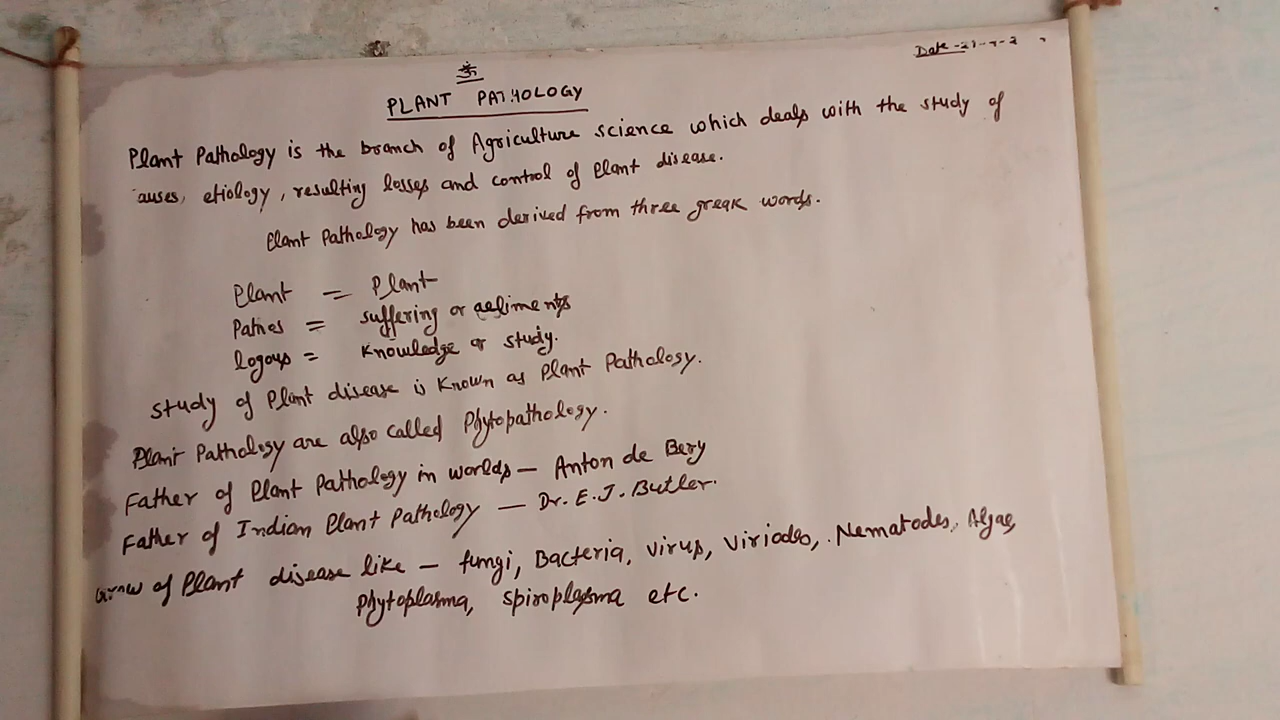 ॐ
Date -
PLANT PATHOLOGY
Plant Pathology is the branch of Agriculture science which deals with the study of
auses, etiology, resulting losses and control of Plant disease.
Plant Pathology has been derived from three greak words.
Plant = Plant
Pathes = suffering or aeliments
logous = Knowledge or study.
study of Plant disease is Known as Plant Pathology.
Plant Pathology are also called Phytopathology.
Father of Plant Pathology in worlds – Anton de Bery
Father of Indian Plant Pathology – Dr. E. J. Butler.
of Plant disease like – fungi, Bacteria, virus, viriods, Nematodes, Algae,
Phytoplasma, spiroplasma etc.